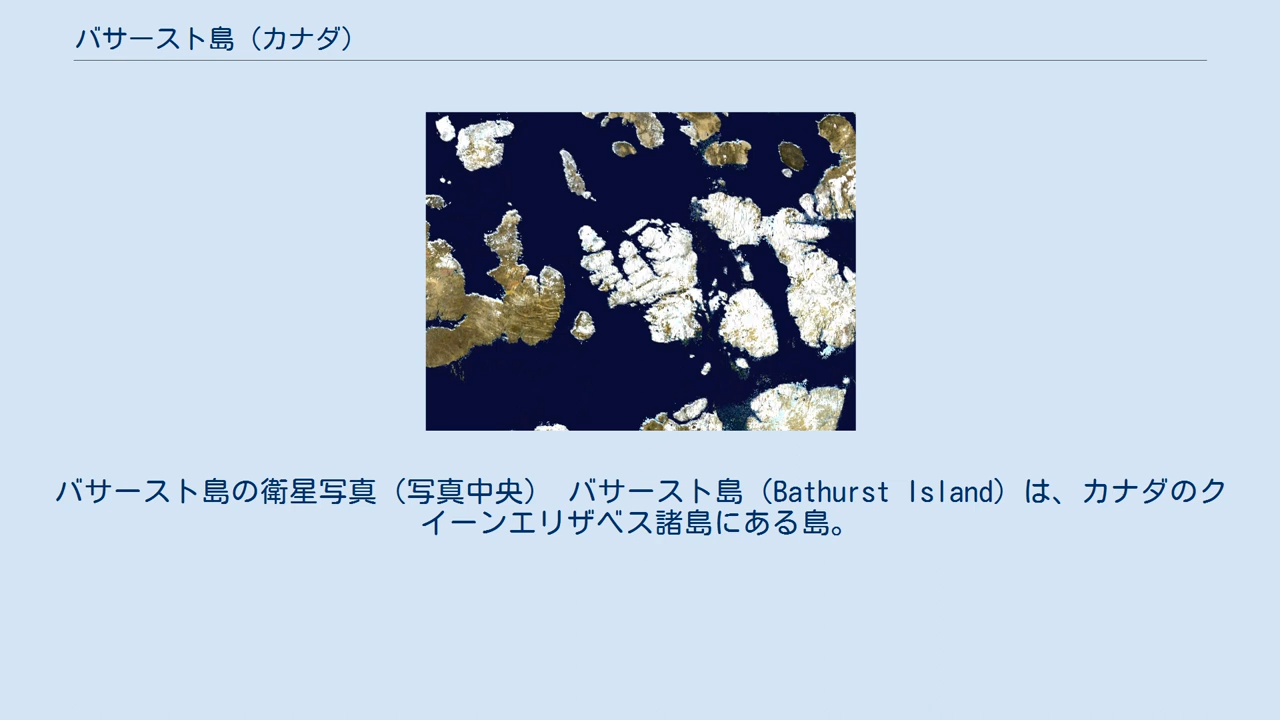 バサースト島（カナダ）
バサースト島の衛星写真（写真中央） バサースト島（Bathurst Island）は、カナダのク
イーンエリザベス諸島にある島。